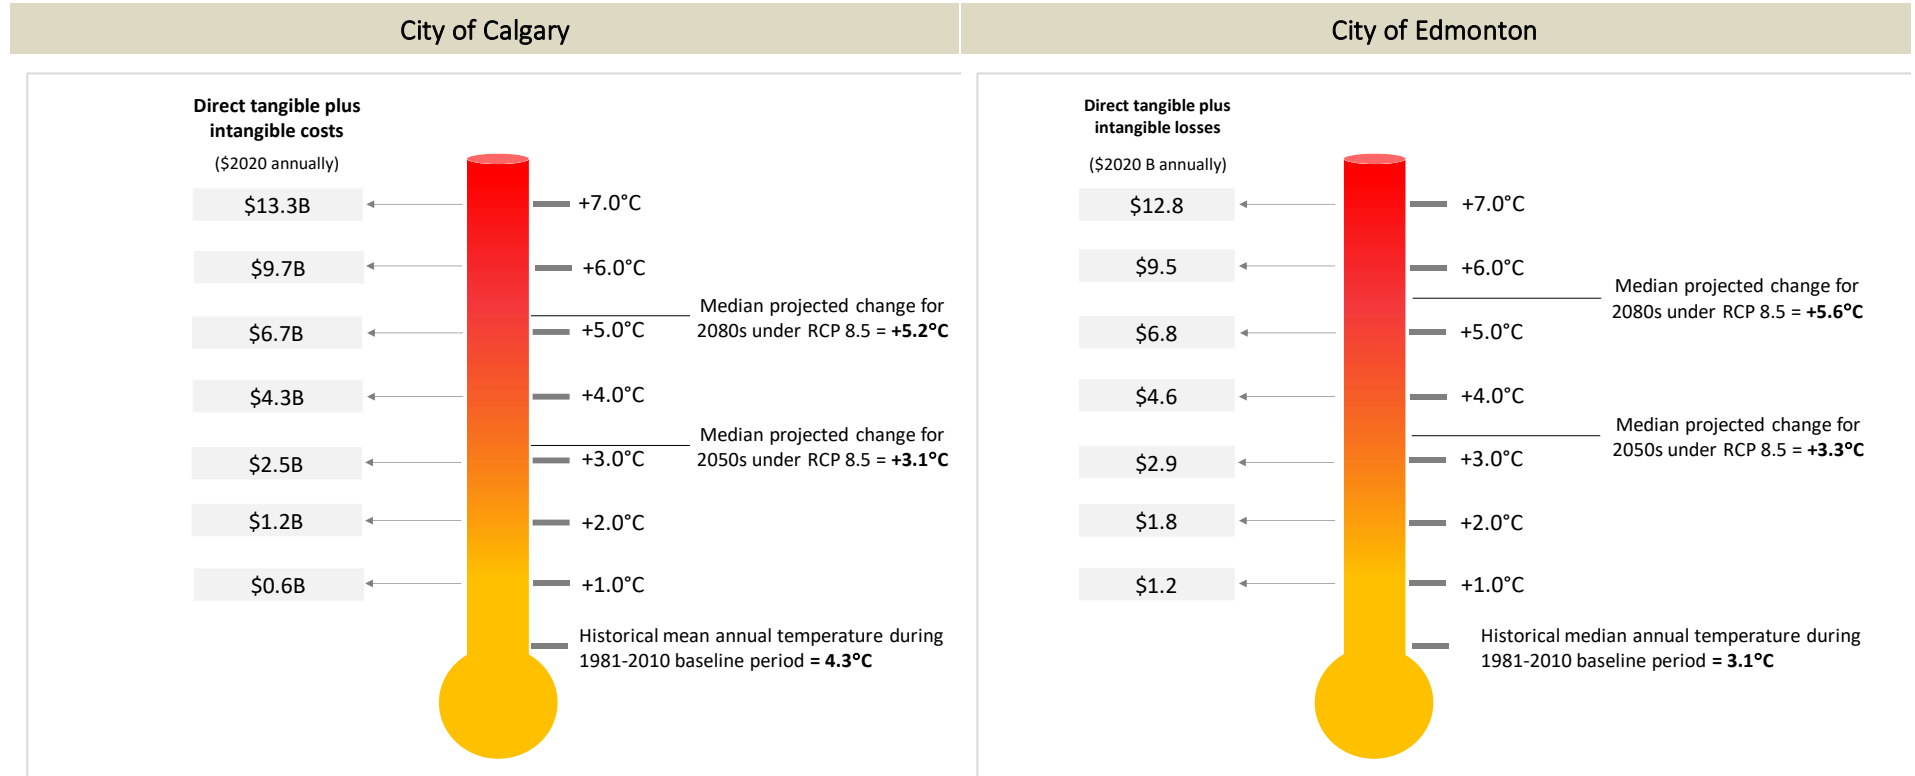 City of Calgary
Direct tangible plus
intangible costs
($2020 annually)
$13.3B
+7.0°C
$9.7B
+6.0°C
Median projected change for
2080s under RCP 8.5 = +5.2°C
$6.7B
+5.0°C
$4.3B
+4.0°C
Median projected change for
2050s under RCP 8.5 = +3.1°C
$2.5B
+3.0°C
$1.2B
+2.0°C
$0.6B
+1.0°C
Historical mean annual temperature during
1981-2010 baseline period = 4.3°C
City of Edmonton
Direct tangible plus
intangible losses
($2020 B annually)
$12.8
+7.0°C
$9.5
+6.0°C
Median projected change for
2080s under RCP 8.5 = +5.6°C
$6.8
+5.0°C
$4.6
+4.0°C
Median projected change for
2050s under RCP 8.5 = +3.3°C
$2.9
+3.0°C
$1.8
+2.0°C
$1.2
+1.0°C
Historical median annual temperature during
1981-2010 baseline period = 3.1°C